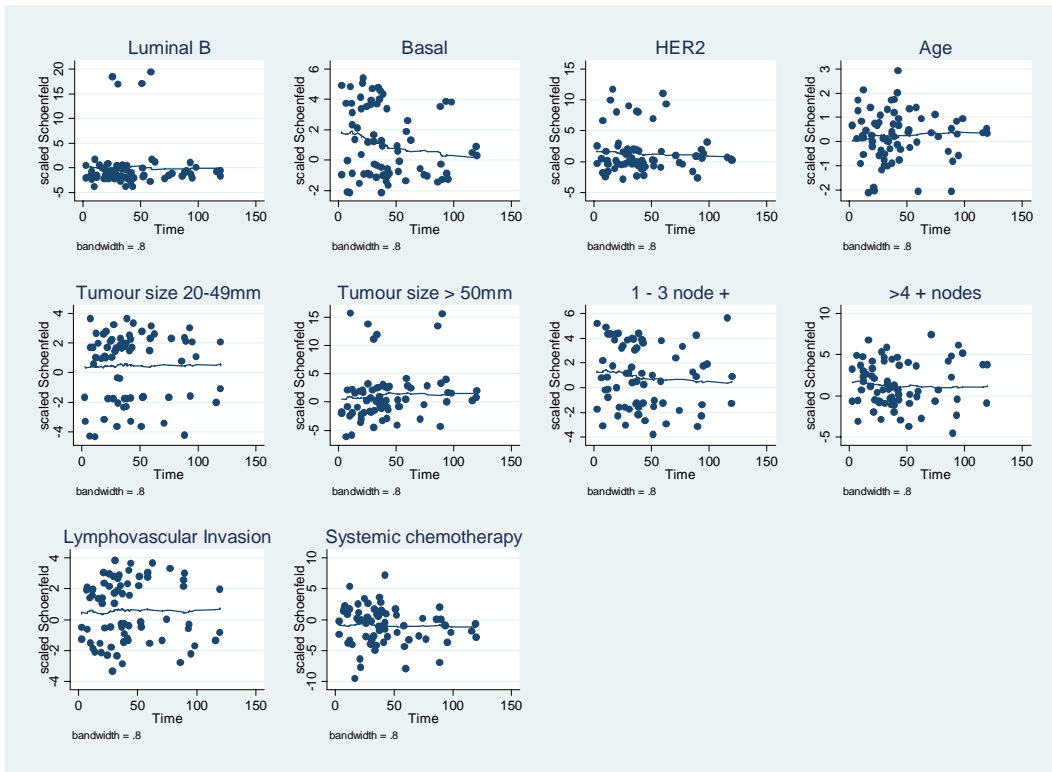 Luminal B
scaled Schoenfeld
20
15
10
5
0
-5
0 50 100 150
Time
bandwidth = .8
Basal
scaled Schoenfeld
6
4
2
0
-2
0 50 100 150
Time
bandwidth = .8
HER2
scaled Schoenfeld
15
10
5
0
-5
0 50 100 150
Time
bandwidth = .8
Age
scaled Schoenfeld
3
2
1
0
-1
-2
0 50 100 150
Time
bandwidth = .8
Tumour size 20-49mm
scaled Schoenfeld
4
2
0
-2
-4
0 50 100 150
Time
bandwidth = .8
Tumour size > 50mm
scaled Schoenfeld
15
10
5
0
-5
0 50 100 150
Time
bandwidth = .8
1 - 3 node +
scaled Schoenfeld
6
4
2
0
-2
-4
0 50 100 150
Time
bandwidth = .8
>4 + nodes
scaled Schoenfeld
10
5
0
-5
0 50 100 150
Time
bandwidth = .8
Lymphovascular Invasion
scaled Schoenfeld
4
2
0
-2
-4
0 50 100 150
Time
bandwidth = .8
Systemic chemotherapy
scaled Schoenfeld
10
5
0
-5
-10
0 50 100 150
Time
bandwidth = .8